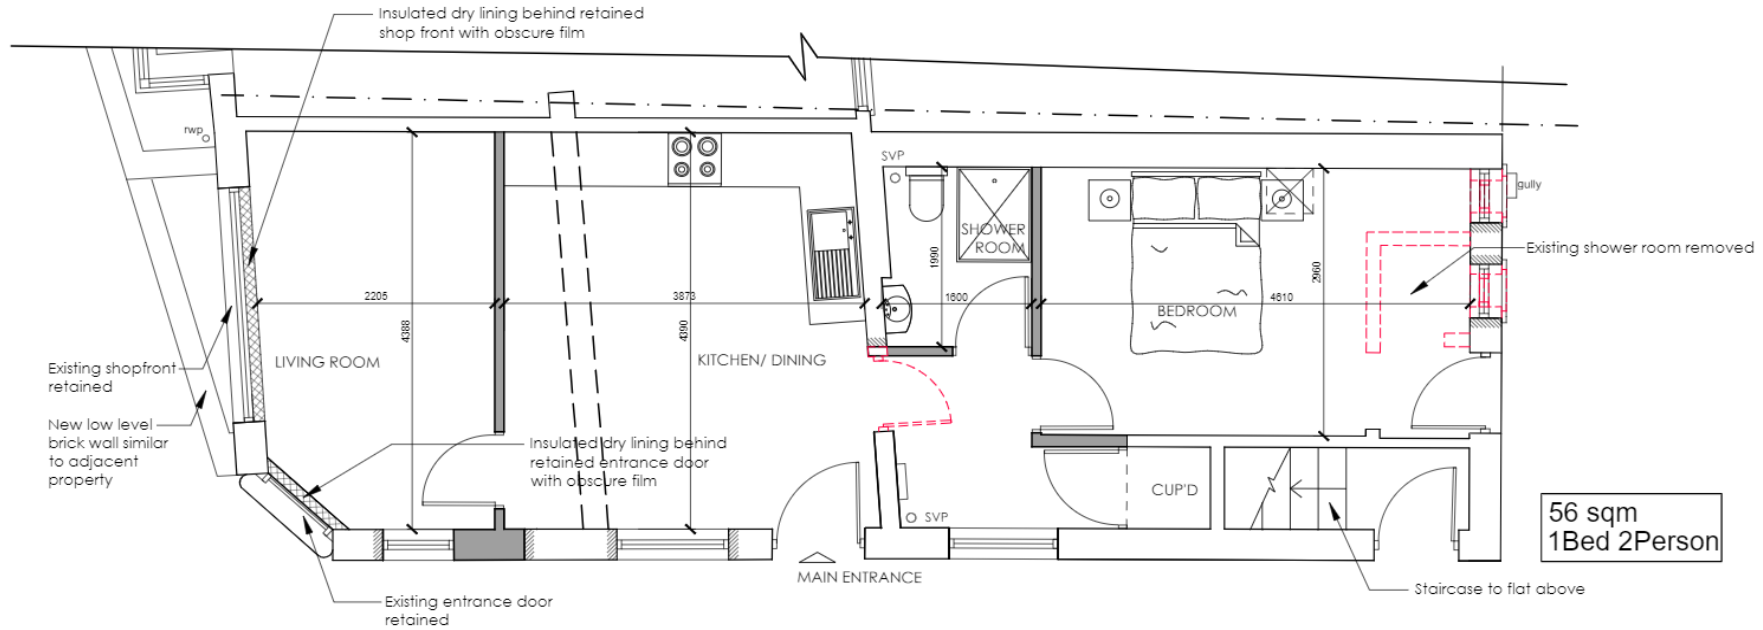 Insulated dry lining behind retained
shop front with obscure film
rwp
SVP
gully
SHOWER
ROOM
1990
Existing shower room removed
2960
2205
3873
1600
4610
BEDROOM
4388
4390
LIVING ROOM
KITCHEN/ DINING
Existing shopfront
retained
New low level
brick wall similar
to adjacent
property
Insulated dry lining behind
retained entrance door
with obscure film
CUP'D
SVP
56 sqm
1Bed 2Person
MAIN ENTRANCE
Staircase to flat above
Existing entrance door
retained